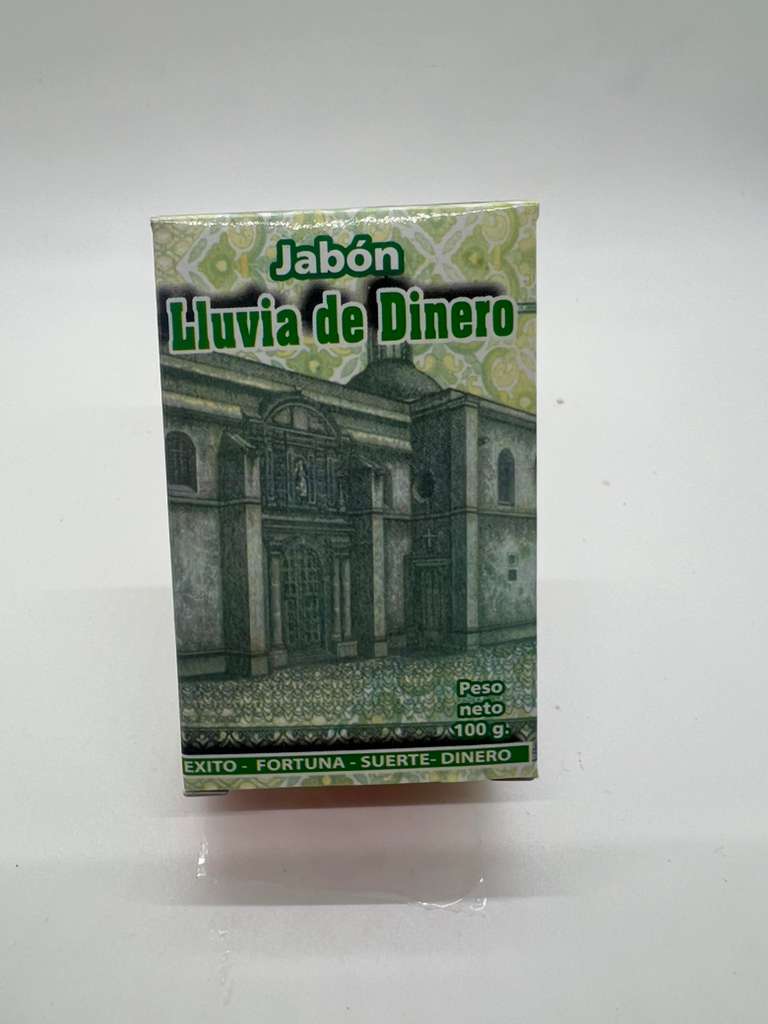 Jabón
Lluvia de Dinero
Peso
neto
100 g.
EXITO - FORTUNA - SUERTE- DINERO